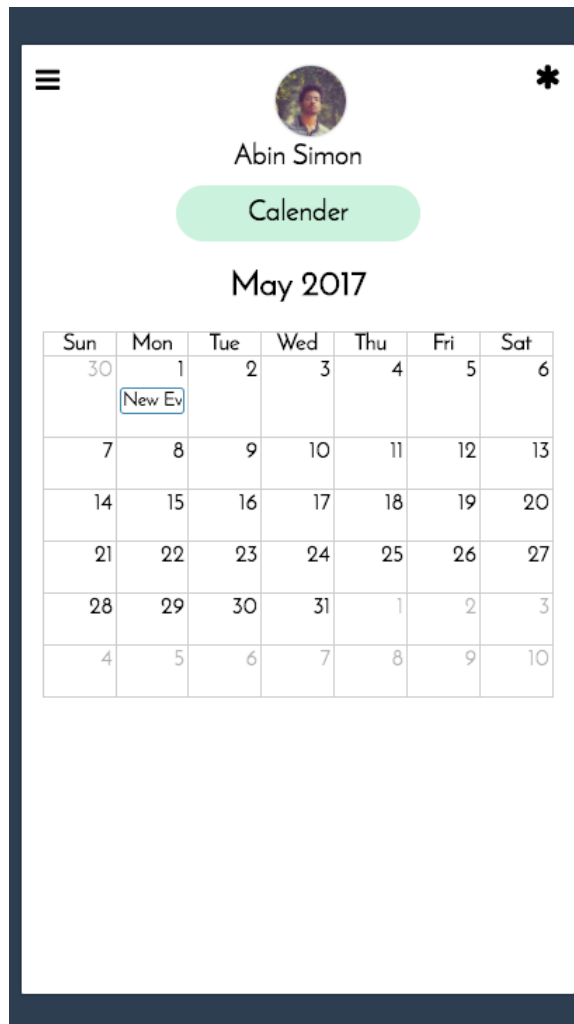 Abin Simon
Calender
May 2017
Sun Mon Tue Wed Thu Fri Sat
30 1 2 3 4 5 6
New Ev
7 8 9 10 11 12 13
14 15 16 17 18 19 20
21 22 23 24 25 26 27
28 29 30 31 1 2 3
4 5 6 7 8 9 10